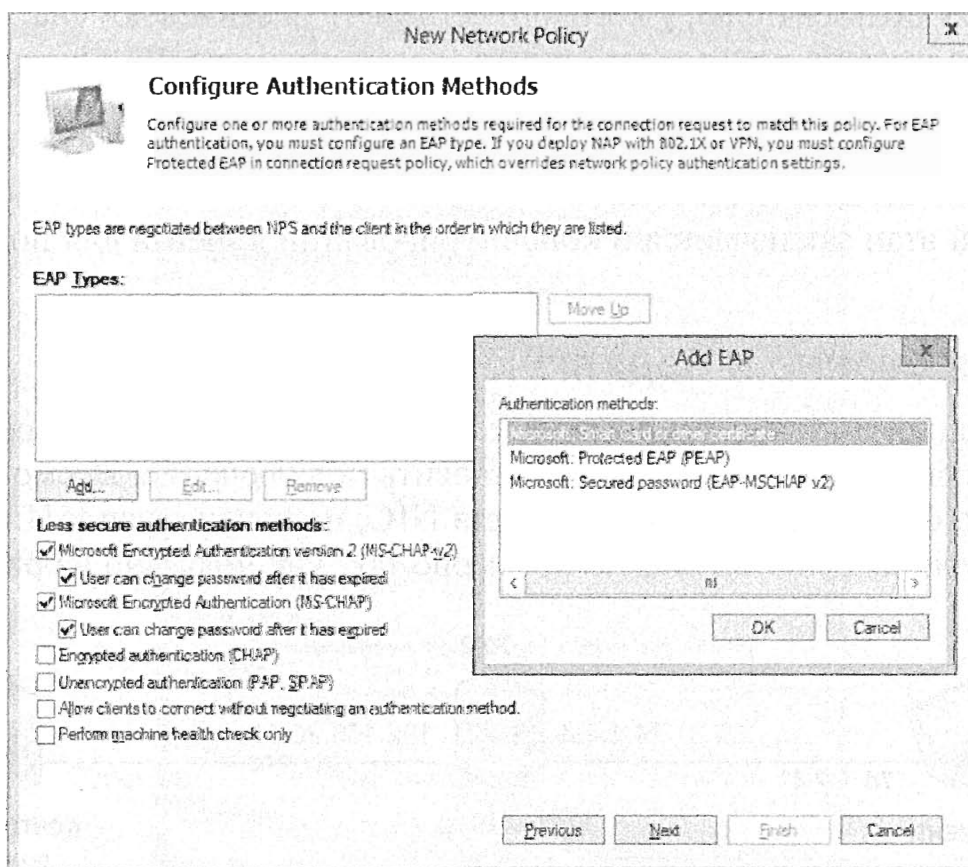 New Network Policy
X
Configure Authentication Methods
Configure one or more authentication methods required for the connection request to match this policy. For EAP
authentication, you must configure an EAP type. If you deploy NAP with 802.1X or VPN, you must configure
Protected EAP in connection request policy, which overrides network policy authentication settings.
EAP types are negotiated between NPS and the client in the order in which they are listed.
EAP Types:
Move Up
Add EAP
X
Authentication methods:
Microsoft: Smart Card or other certificate
Microsoft: Protected EAP (PEAP)
Microsoft: Secured password (EAP-MSCHAP v2)
OK
Cancel
Add...
Edit...
Remove
Less secure authentication methods:
Microsoft Encrypted Authentication version 2 (MS-CHAP-v2)
User can change password after it has expired
Microsoft Encrypted Authentication (MS-CHAP)
User can change password after it has expired
Encrypted authentication (CHAP)
Unencrypted authentication (PAP, SPAP)
Allow clients to connect without negotiating an authentication method.
Perform machine health check only
Previous
Next
Finish
Cancel